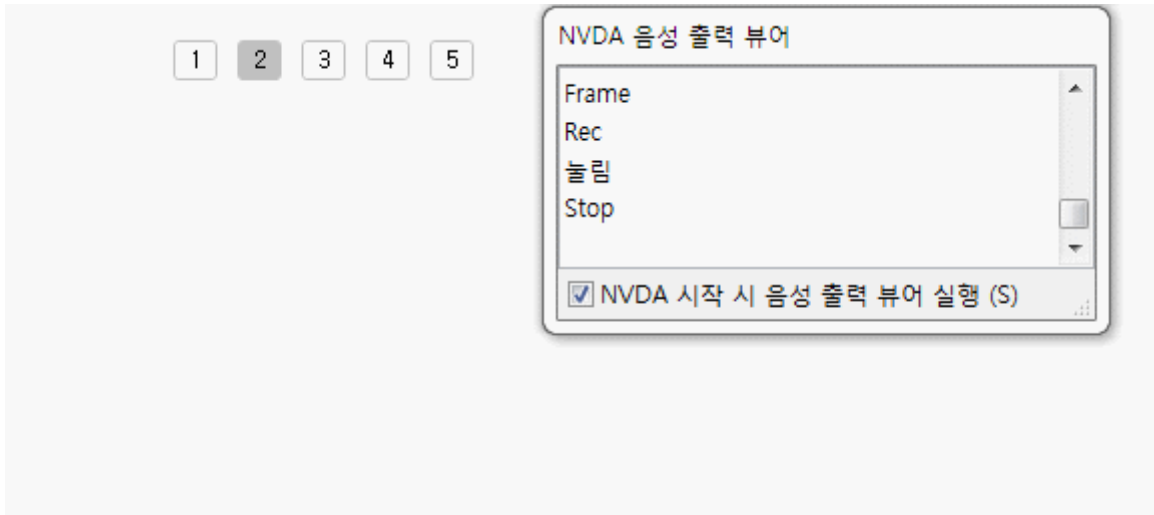 1 2 3 4 5
NVDA 음성 출력 뷰어
Frame
Rec
눌림
Stop
NVDA 시작 시 음성 출력 뷰어 실행 (S)